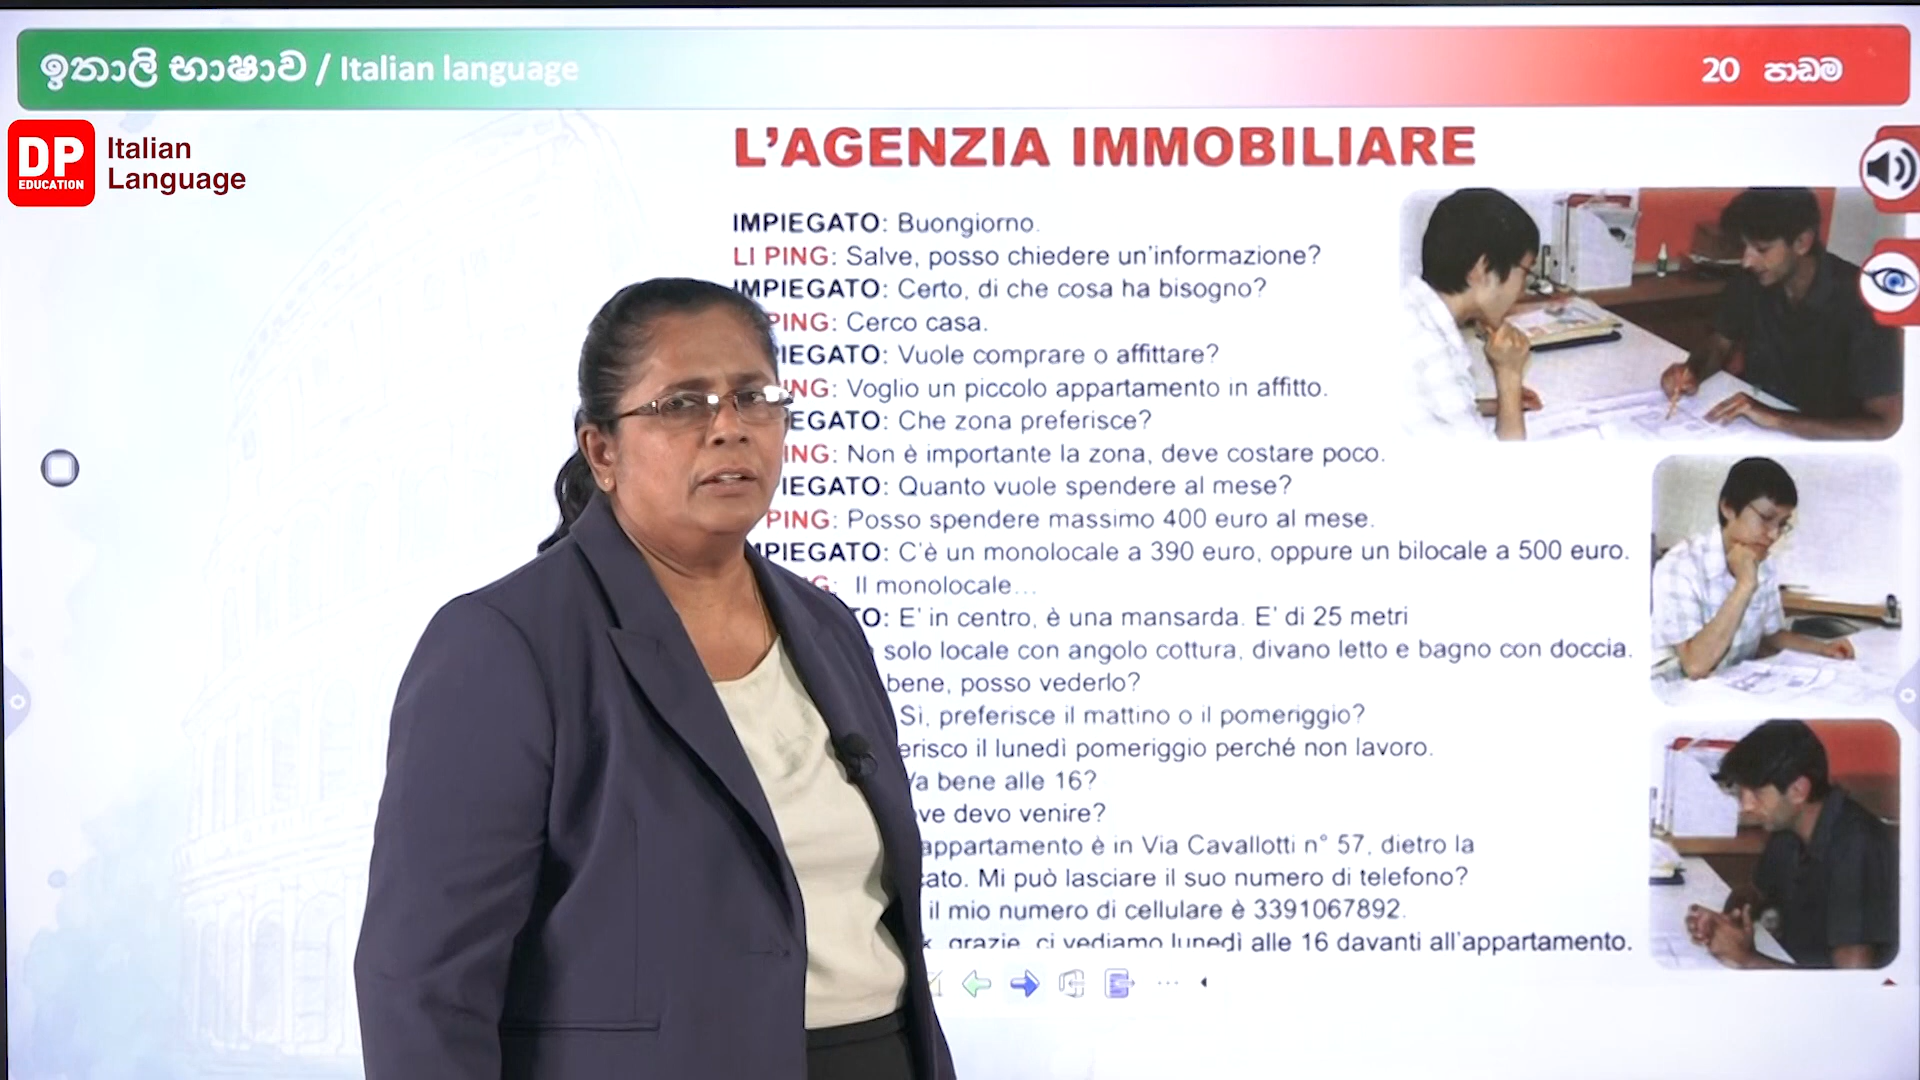 ඉතාලි භාෂාව / Italian language
20 පාඩම
DP
EDUCATION
Italian
Language
L'AGENZIA IMMOBILIARE
IMPIEGATO: Buongiorno.
LI PING: Salve, posso chiedere un'informazione?
IMPIEGATO: Certo, di che cosa ha bisogno?
PING: Cerco casa.
IEGATO: Vuole comprare o affittare?
ING: Voglio un piccolo appartamento in affitto.
EGATO: Che zona preferisce?
ING: Non è importante la zona, deve costare poco.
IEGATO: Quanto vuole spendere al mese?
PING: Posso spendere massimo 400 euro al mese.
MPIEGATO: C'è un monolocale a 390 euro, oppure un bilocale a 500 euro.
G: Il monolocale...
TO: E' in centro, è una mansarda. E' di 25 metri
solo locale con angolo cottura, divano letto e bagno con doccia.
bene, posso vederlo?
Sì, preferisce il mattino o il pomeriggio?
erisco il lunedì pomeriggio perché non lavoro.
Va bene alle 16?
ve devo venire?
appartamento è in Via Cavallotti n° 57, dietro la
cato. Mi può lasciare il suo numero di telefono?
il mio numero di cellulare è 3391067892.
k, grazie, ci vediamo lunedì alle 16 davanti all'appartamento.